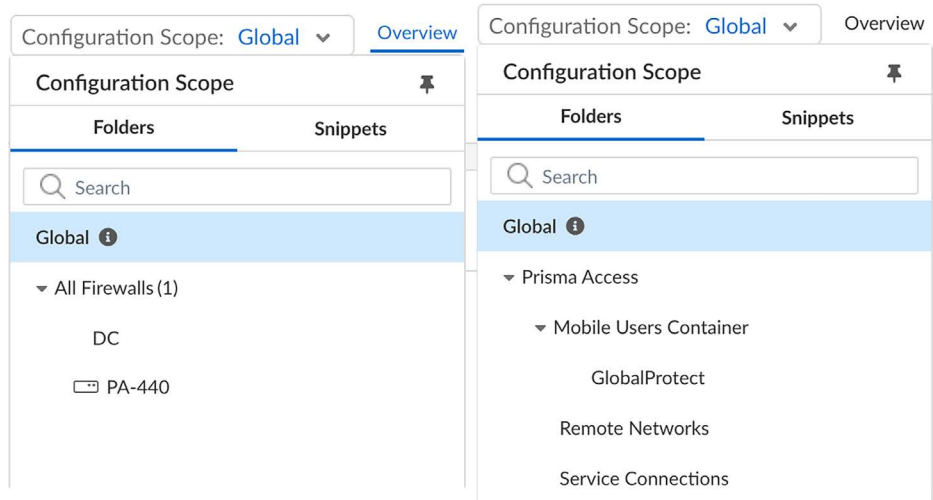 Configuration Scope: Global
Overview
Configuration Scope
Folders
Snippets
Search
Global
All Firewalls (1)
DC
PA-440
Configuration Scope: Global
Overview
Configuration Scope
Folders
Snippets
Search
Global
Prisma Access
Mobile Users Container
GlobalProtect
Remote Networks
Service Connections